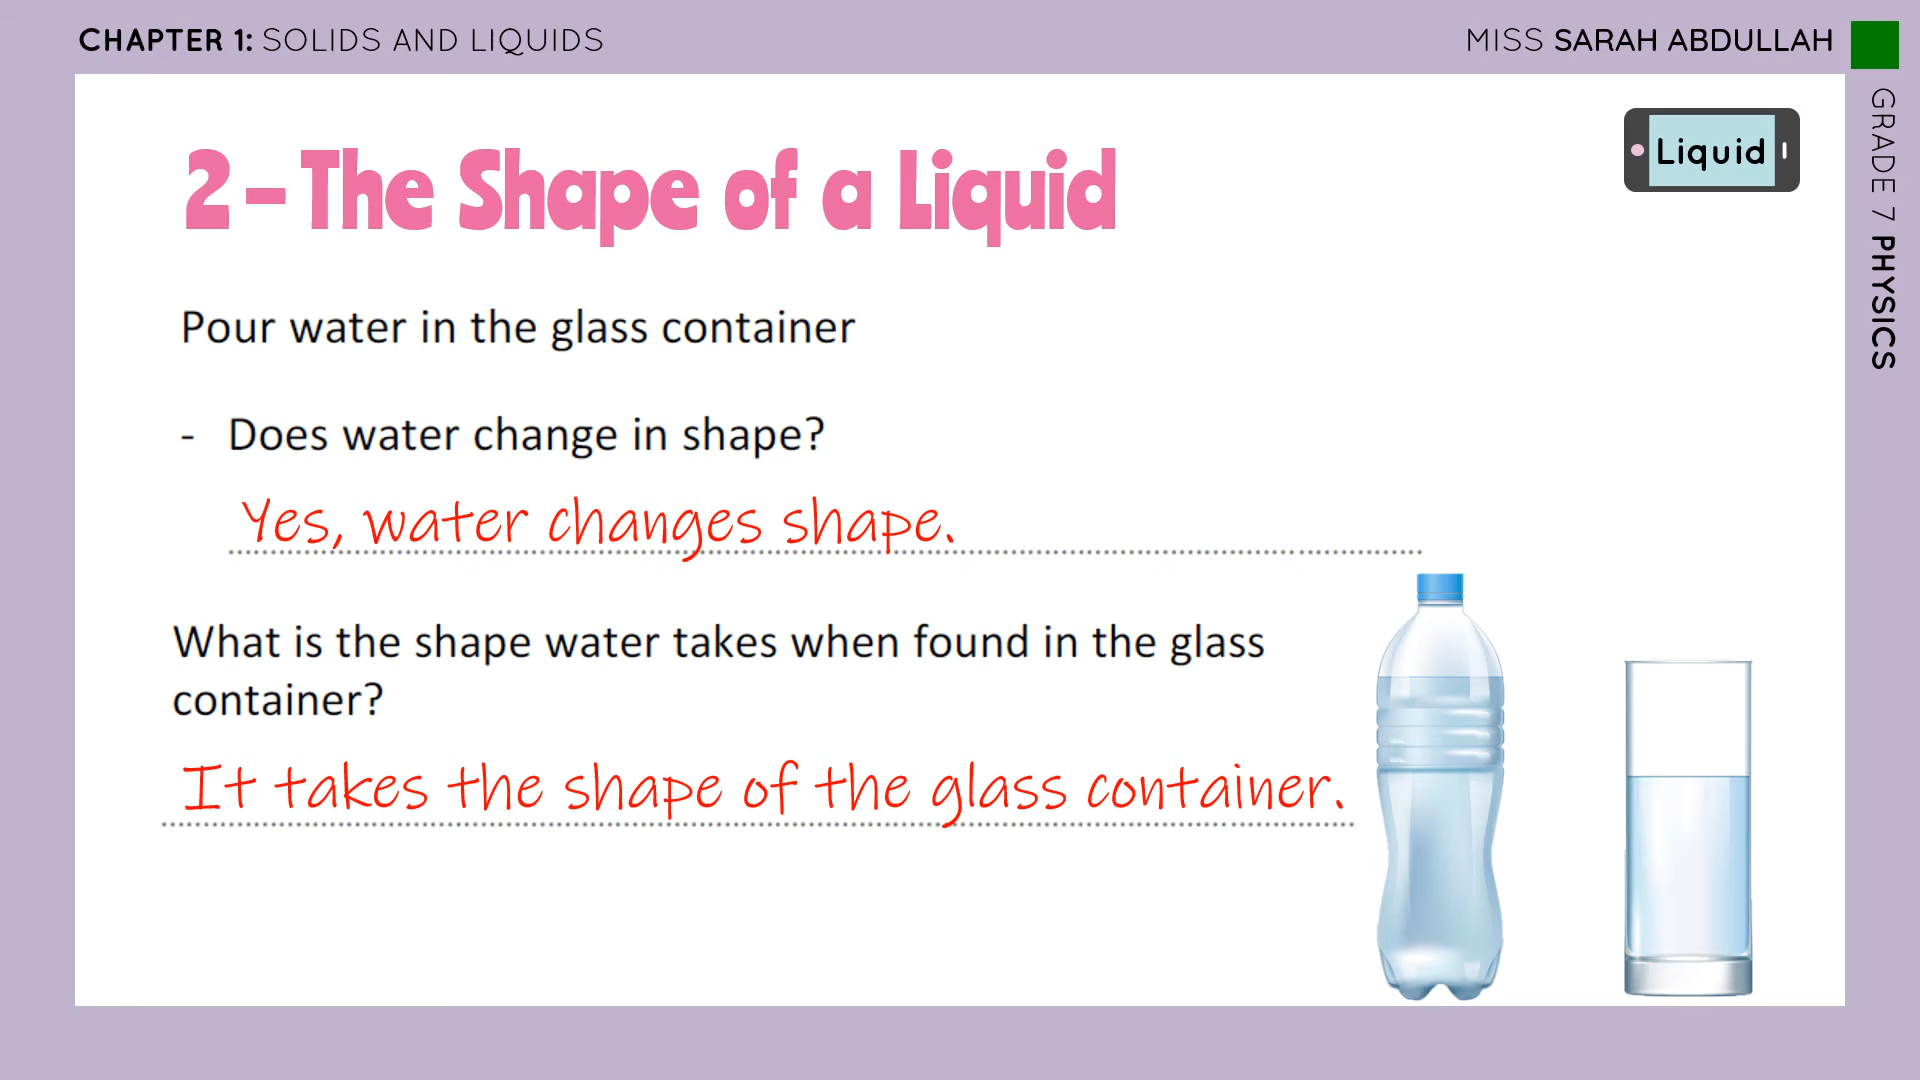 CHAPTER 1: SOLIDS AND LIQUIDS
MISS SARAH ABDULLAH
GRADE 7 PHYSICS
Liquid
2-The Shape of a Liquid
Pour water in the glass container
- Does water change in shape?
Yes, water changes shape.
What is the shape water takes when found in the glass
container?
It takes the shape of the glass container.